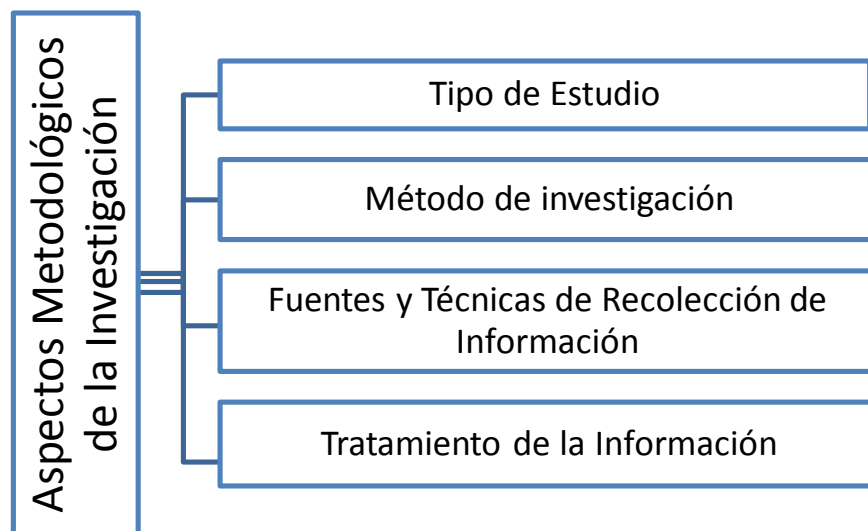 Aspectos Metodológicos
de la Investigación
Tipo de Estudio
Método de investigación
Fuentes y Técnicas de Recolección de
Información
Tratamiento de la Información